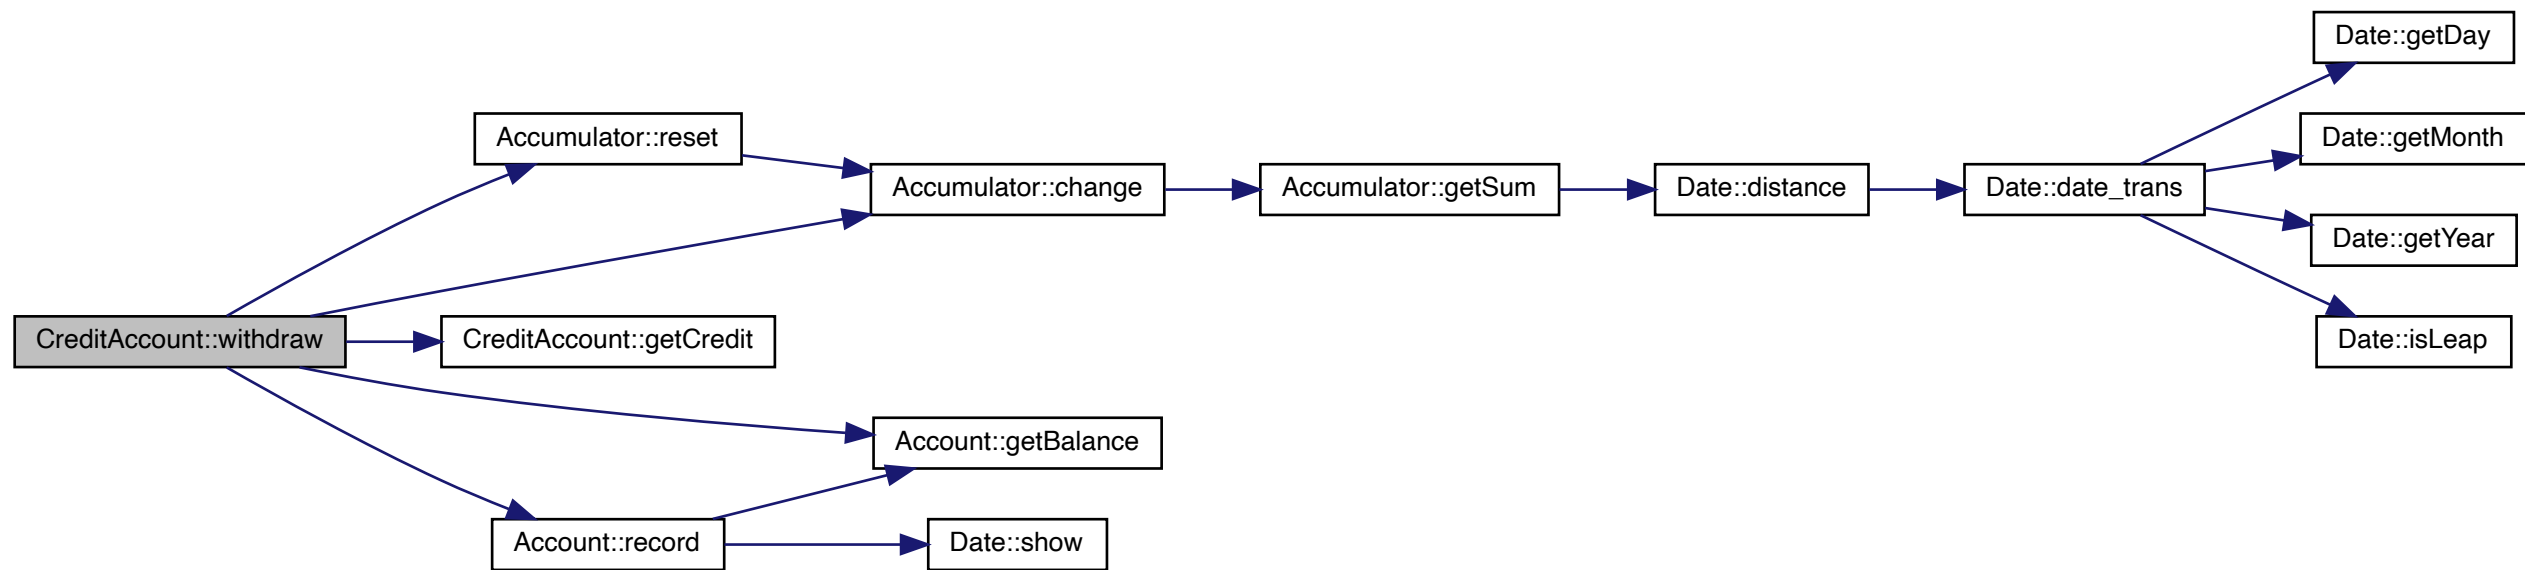 Date::getDay
Accumulator::reset
Date::getMonth
Accumulator::change
Accumulator::getSum
Date::distance
Date::date_trans
Date::getYear
CreditAccount::withdraw
CreditAccount::getCredit
Date::isLeap
Account::getBalance
Account::record
Date::show